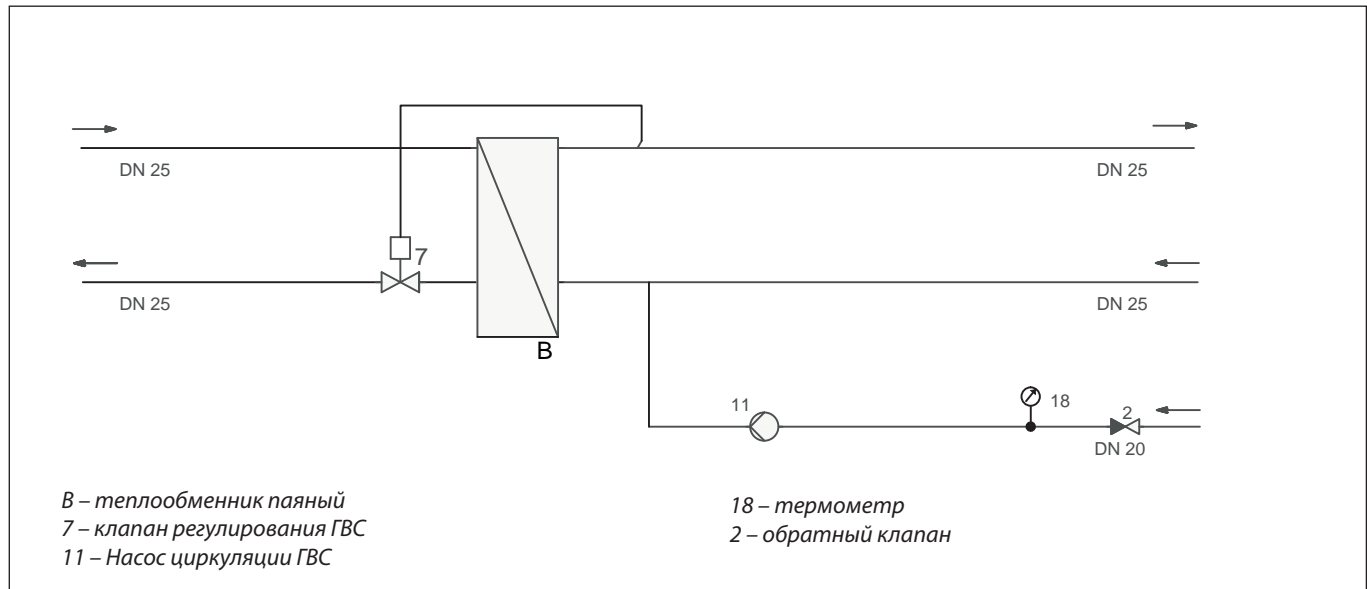 DN 25
DN 25
7
DN 25
DN 25
B
11
18
2
DN 20
B – теплообменник паяный
7 – клапан регулирования ГВС
11 – Насос циркуляции ГВС
18 – термометр
2 – обратный клапан